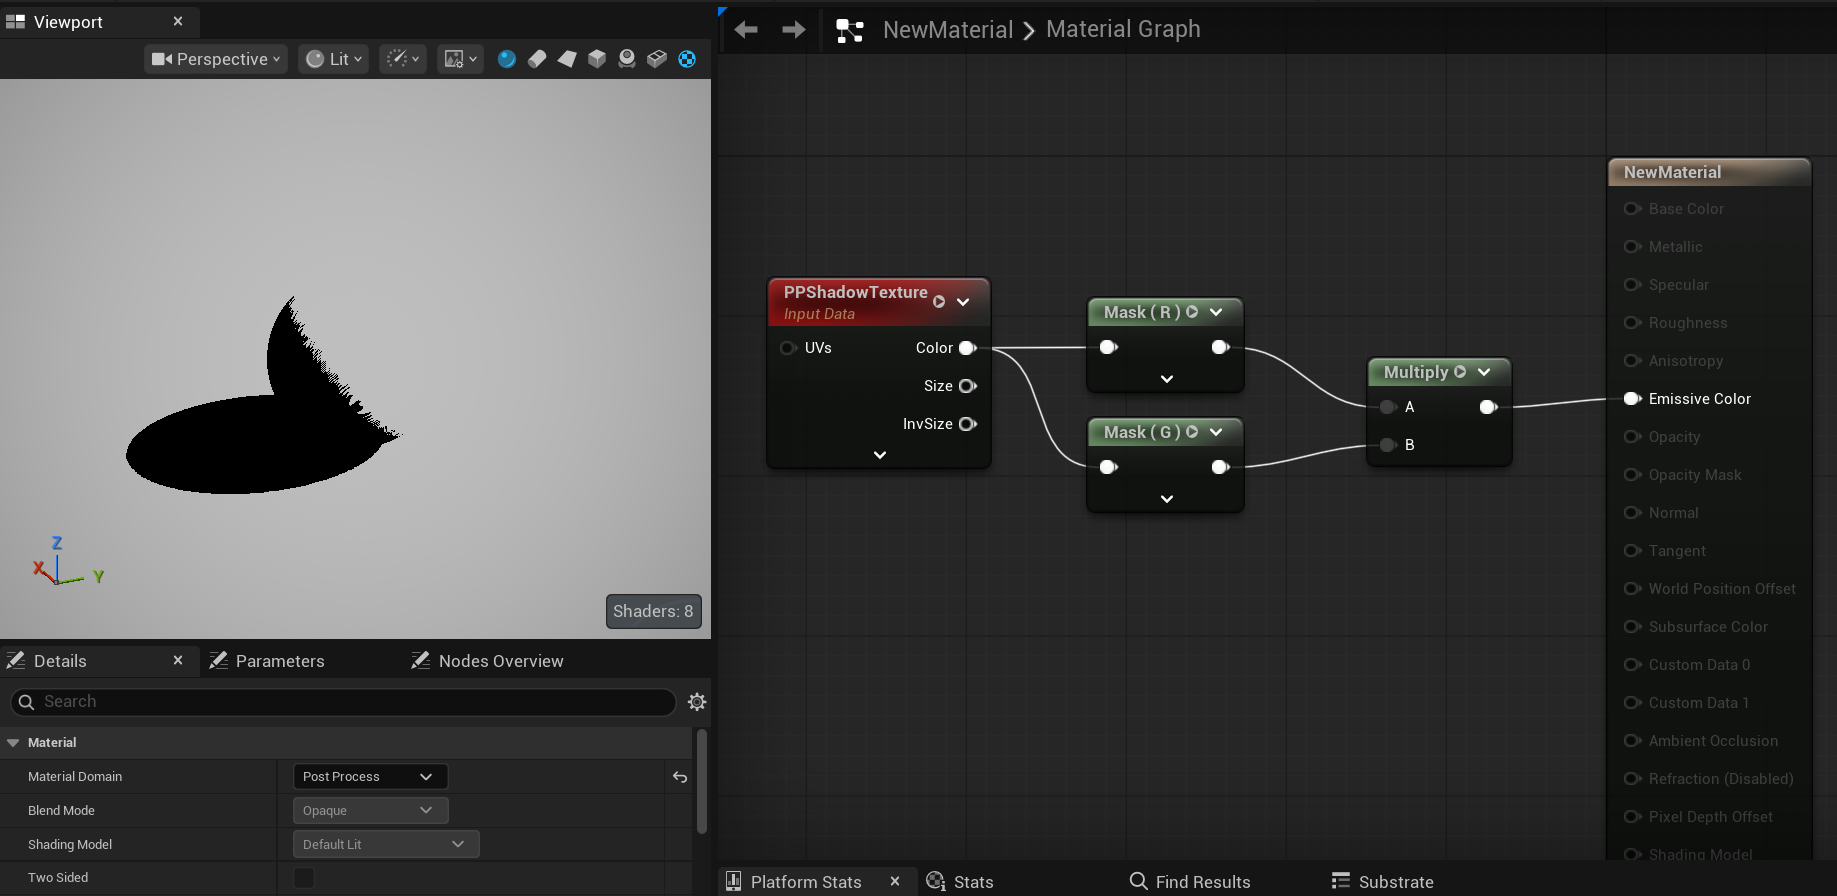 Viewport
NewMaterial
Material Graph
Perspective
Lit
Z
X
Y
Shaders: 8
PPShadowTexture
Input Data
UVs
Color
Size
InvSize
Mask ( R )
Mask ( G )
Multiply
A
B
NewMaterial
Base Color
Metallic
Specular
Roughness
Anisotropy
Emissive Color
Opacity
Opacity Mask
Normal
Tangent
World Position Offset
Subsurface Color
Custom Data 0
Custom Data 1
Ambient Occlusion
Refraction (Disabled)
Pixel Depth Offset
Shading Model
Details
Parameters
Nodes Overview
Search
Material
Material Domain
Post Process
Blend Mode
Opaque
Shading Model
Default Lit
Two Sided
Platform Stats
Stats
Find Results
Substrate